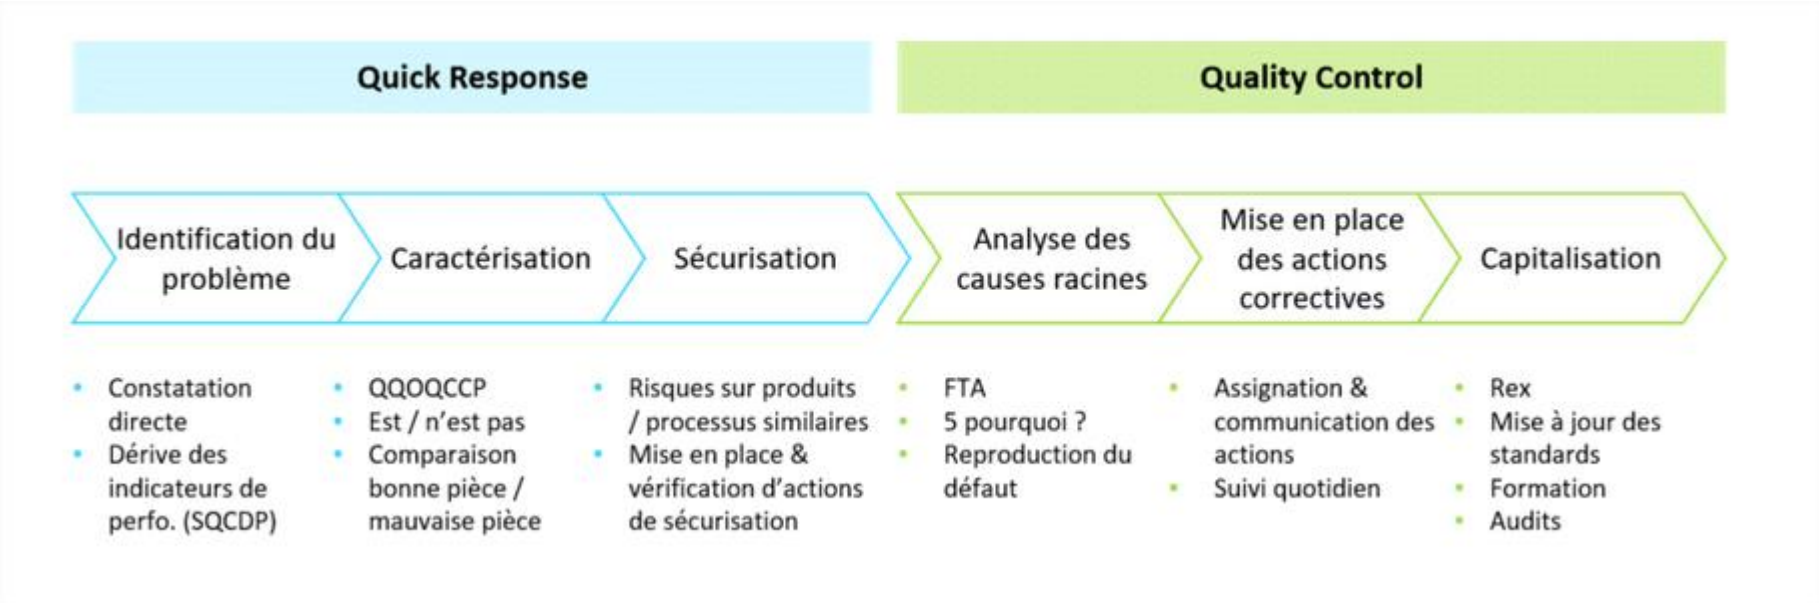 Quick Response
Quality Control
Identification du
problème
Caractérisation
Sécurisation
Analyse des
causes racines
Mise en place
des actions
correctives
Capitalisation
• Constatation
directe
• Dérive des
indicateurs de
perfo. (SQCDP)
• QQOQCCP
• Est / n'est pas
• Comparaison
bonne pièce /
mauvaise pièce
• Risques sur produits
/ processus similaires
• Mise en place &
vérification d'actions
de sécurisation
• FTA
• 5 pourquoi ?
• Reproduction du
défaut
• Assignation &
communication des
actions
• Suivi quotidien
• Rex
• Mise à jour des
standards
• Formation
• Audits